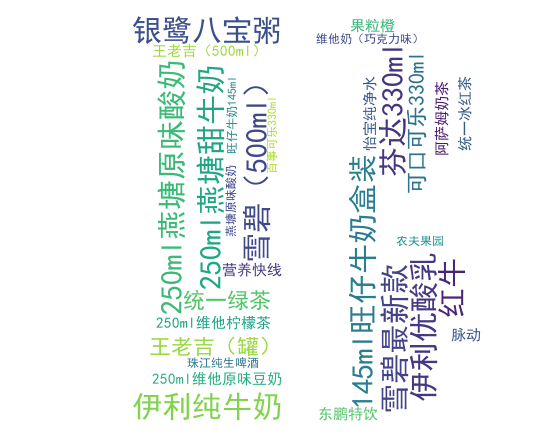 银鹭八宝粥
王老吉（500ml）
250ml燕塘原味酸奶
250ml燕塘甜牛奶
旺仔牛奶145ml
燕塘原味酸奶
雪碧（500ml）
百事可乐330ml
营养快线
统一绿茶
250ml维他柠檬茶
王老吉（罐）
珠江纯生啤酒
250ml维他原味豆奶
伊利纯牛奶
果粒橙
维他奶（巧克力味）
怡宝纯净水
芬达330ml
可口可乐330ml
阿萨姆奶茶
统一冰红茶
145ml旺仔牛奶盒装
农夫果园
雪碧最新款
伊利优酸乳
红牛
脉动
东鹏特饮